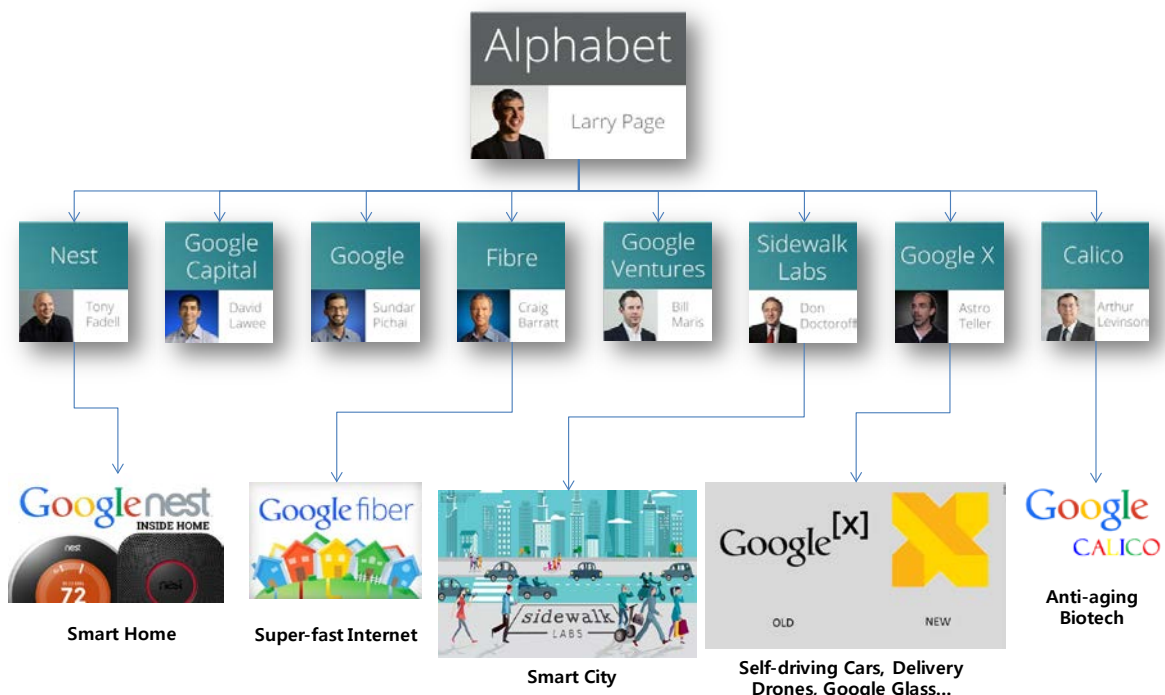 Alphabet
Larry Page
Nest
Tony
Fadell
Google
Capital
David
Lawee
Google
Sundar
Pichai
Fibre
Craig
Barratt
Google
Ventures
Bill
Maris
Sidewalk
Labs
Don
Doctoroff
Google X
Astro
Teller
Calico
Arthur
Levinson
Google nest
INSIDE HOME
nest
72
nest
Smart Home
Google fiber
Super-fast Internet
sidewalk
LABS
Smart City
Google[x]
OLD
NEW
Self-driving Cars, Delivery
Drones, Google Glass...
Google
CALICO
Anti-aging
Biotech